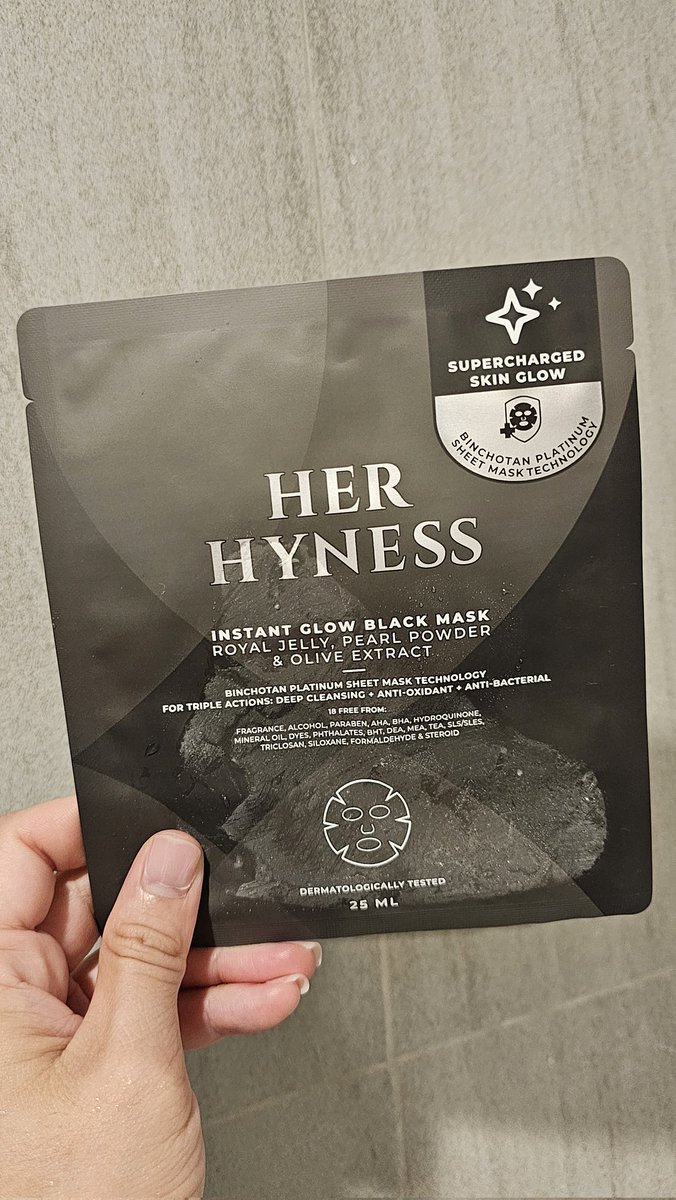 SUPERCHARGED
SKIN GLOW
BINCHOTAN PLATINUM
SHEET MASK TECHNOLOGY
HER
HYNESS
INSTANT GLOW BLACK MASK
ROYAL JELLY, PEARL POWDER
& OLIVE EXTRACT
BINCHOTAN PLATINUM SHEET MASK TECHNOLOGY
FOR TRIPLE ACTIONS: DEEP CLEANSING + ANTI-OXIDANT + ANTI-BACTERIAL
18 FREE FROM:
FRAGRANCE, ALCOHOL, PARABEN, AHA, BHA, HYDROQUINONE,
MINERAL OIL, DYES, PHTHALATES, BHT, DEA, MEA, TEA, SLS/SLES,
TRICLOSAN, SILOXANE, FORMALDEHYDE & STEROID
DERMATOLOGICALLY TESTED
25 ML